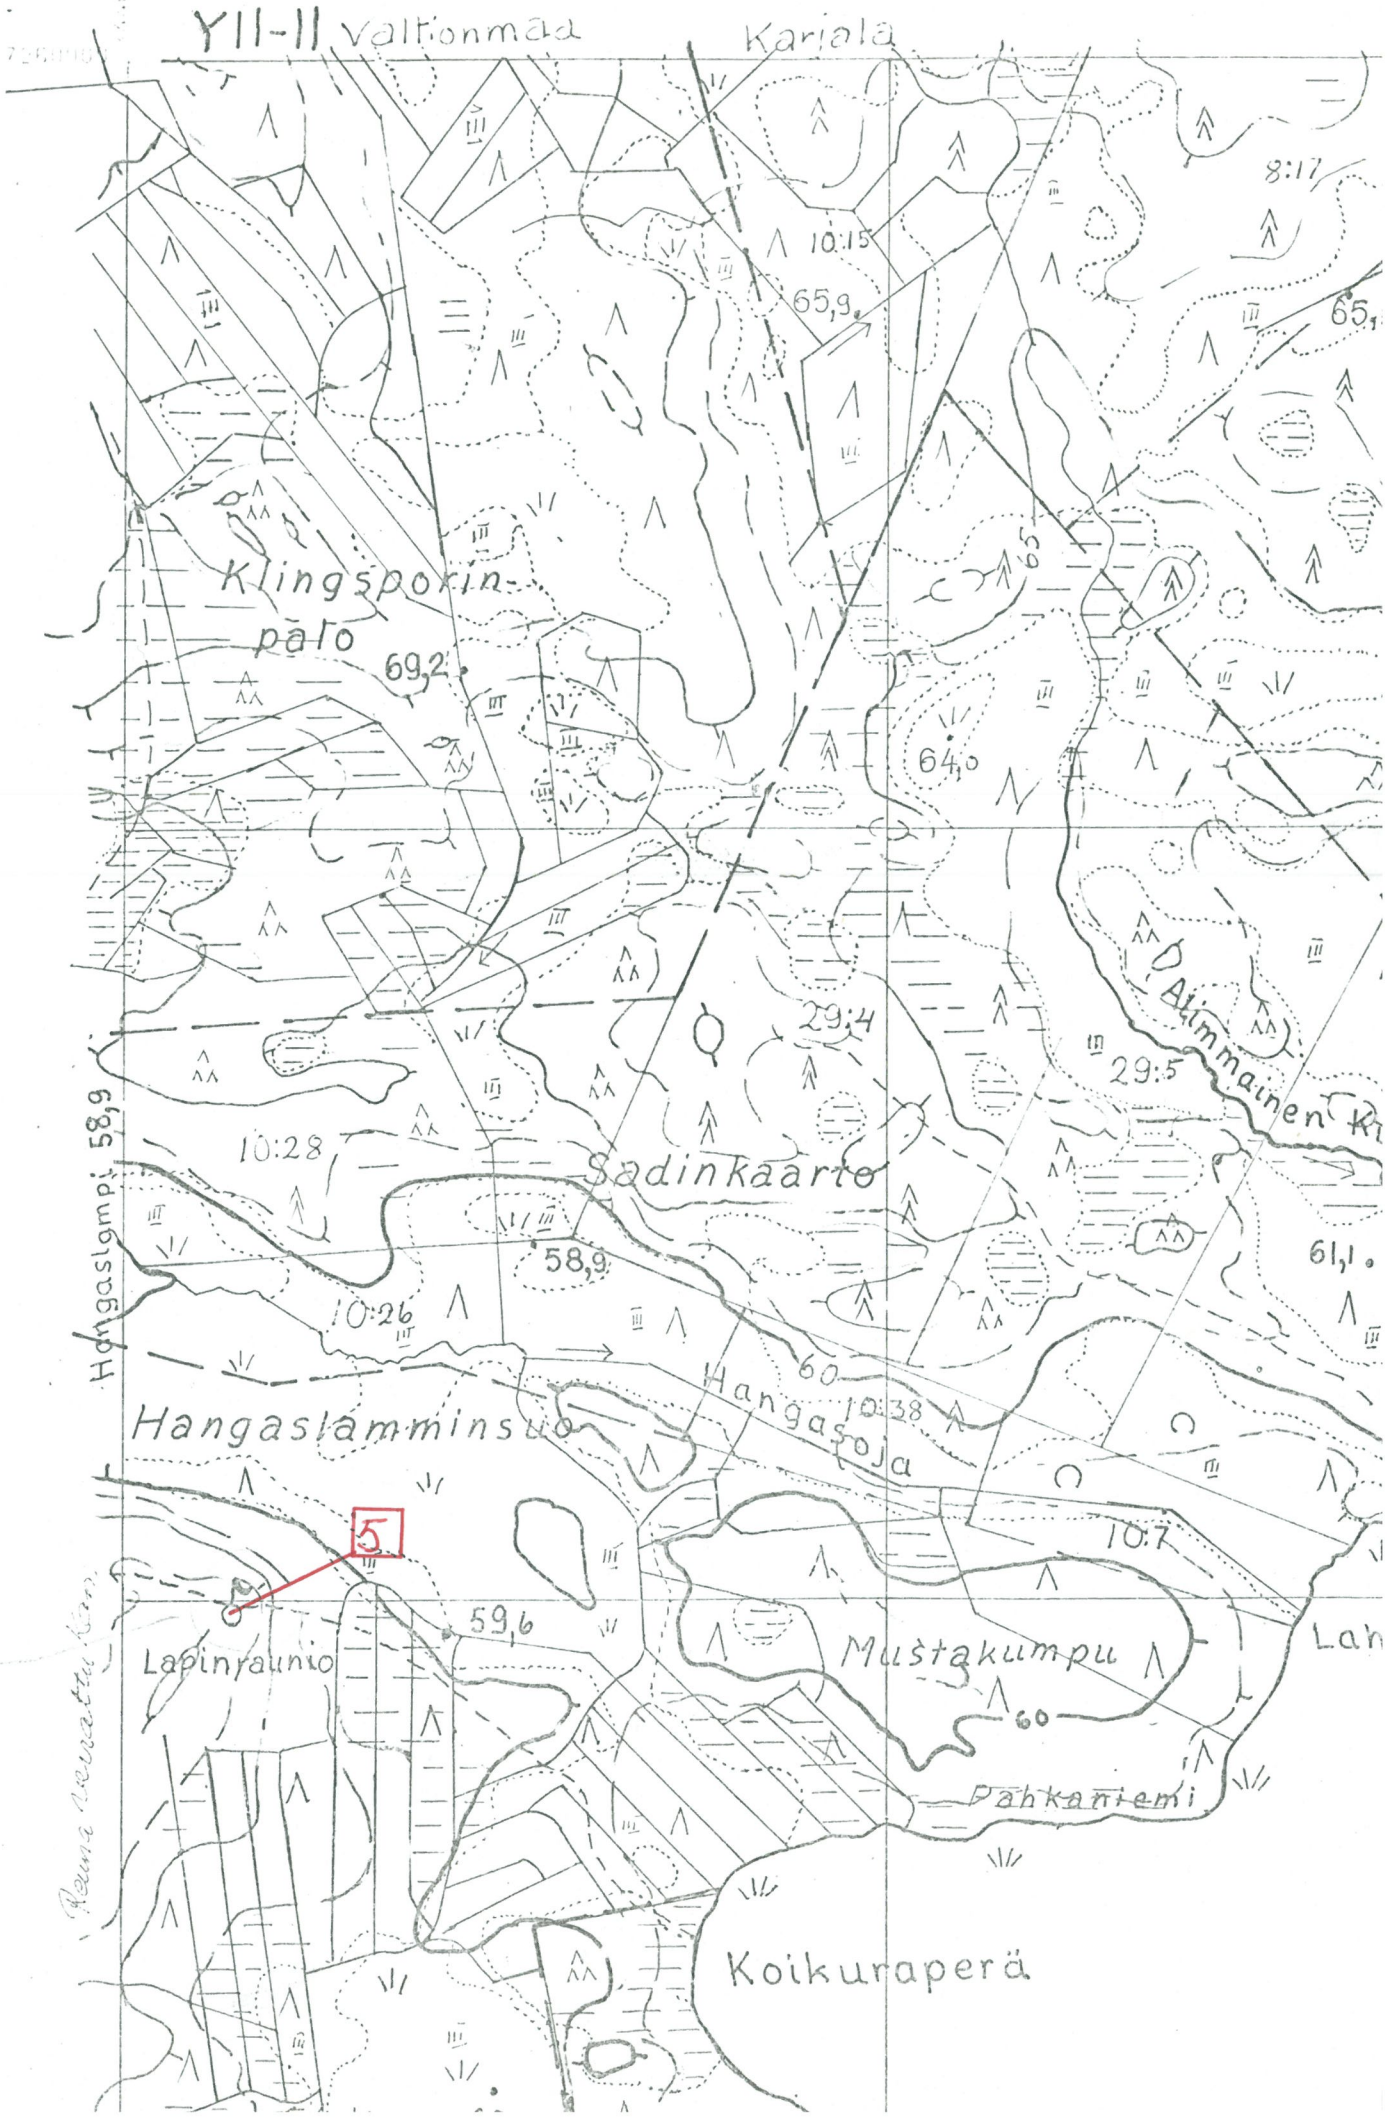 YII-II Valtionmaa Karjala
8:17
10:15
65,9
65,
Klingsporin-
palo
65
69,2
64,0
29:4
Alimmainen
29:5
Hangaslampi 58,9
10:28
Sadinkaarto
58,9
61,1
10:26
60
Hangasoja
10:38
Hangaslamminsuo
5
10:7
59,6
Lapinraunio
Mustakumpu
Lah
60
Pahkaniemi
Koikuraperä